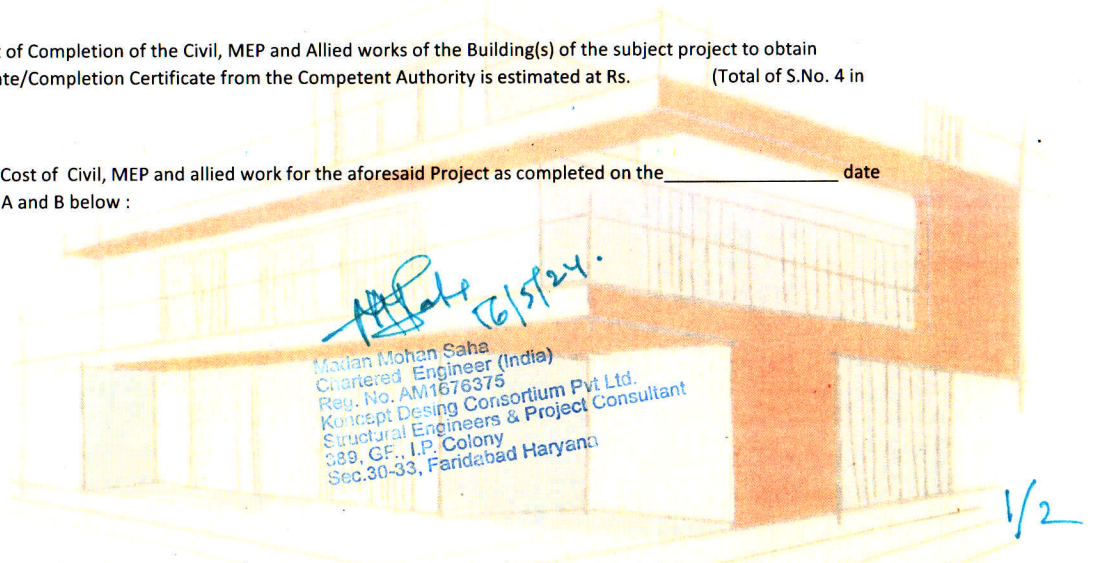 of Completion of the Civil, MEP and Allied works of the Building(s) of the subject project to obtain
ate/Completion Certificate from the Competent Authority is estimated at Rs. (Total of S.No. 4 in
Cost of Civil, MEP and allied work for the aforesaid Project as completed on the__________________ date
A and B below :
16/5/24.
Madan Mohan Saha
Chartered Engineer (India)
Reg. No. AM1676375
Koncept Desing Consortium Pvt Ltd.
Structural Engineers & Project Consultant
389, GF., I.P. Colony
Sec.30-33, Faridabad Haryana
1/2